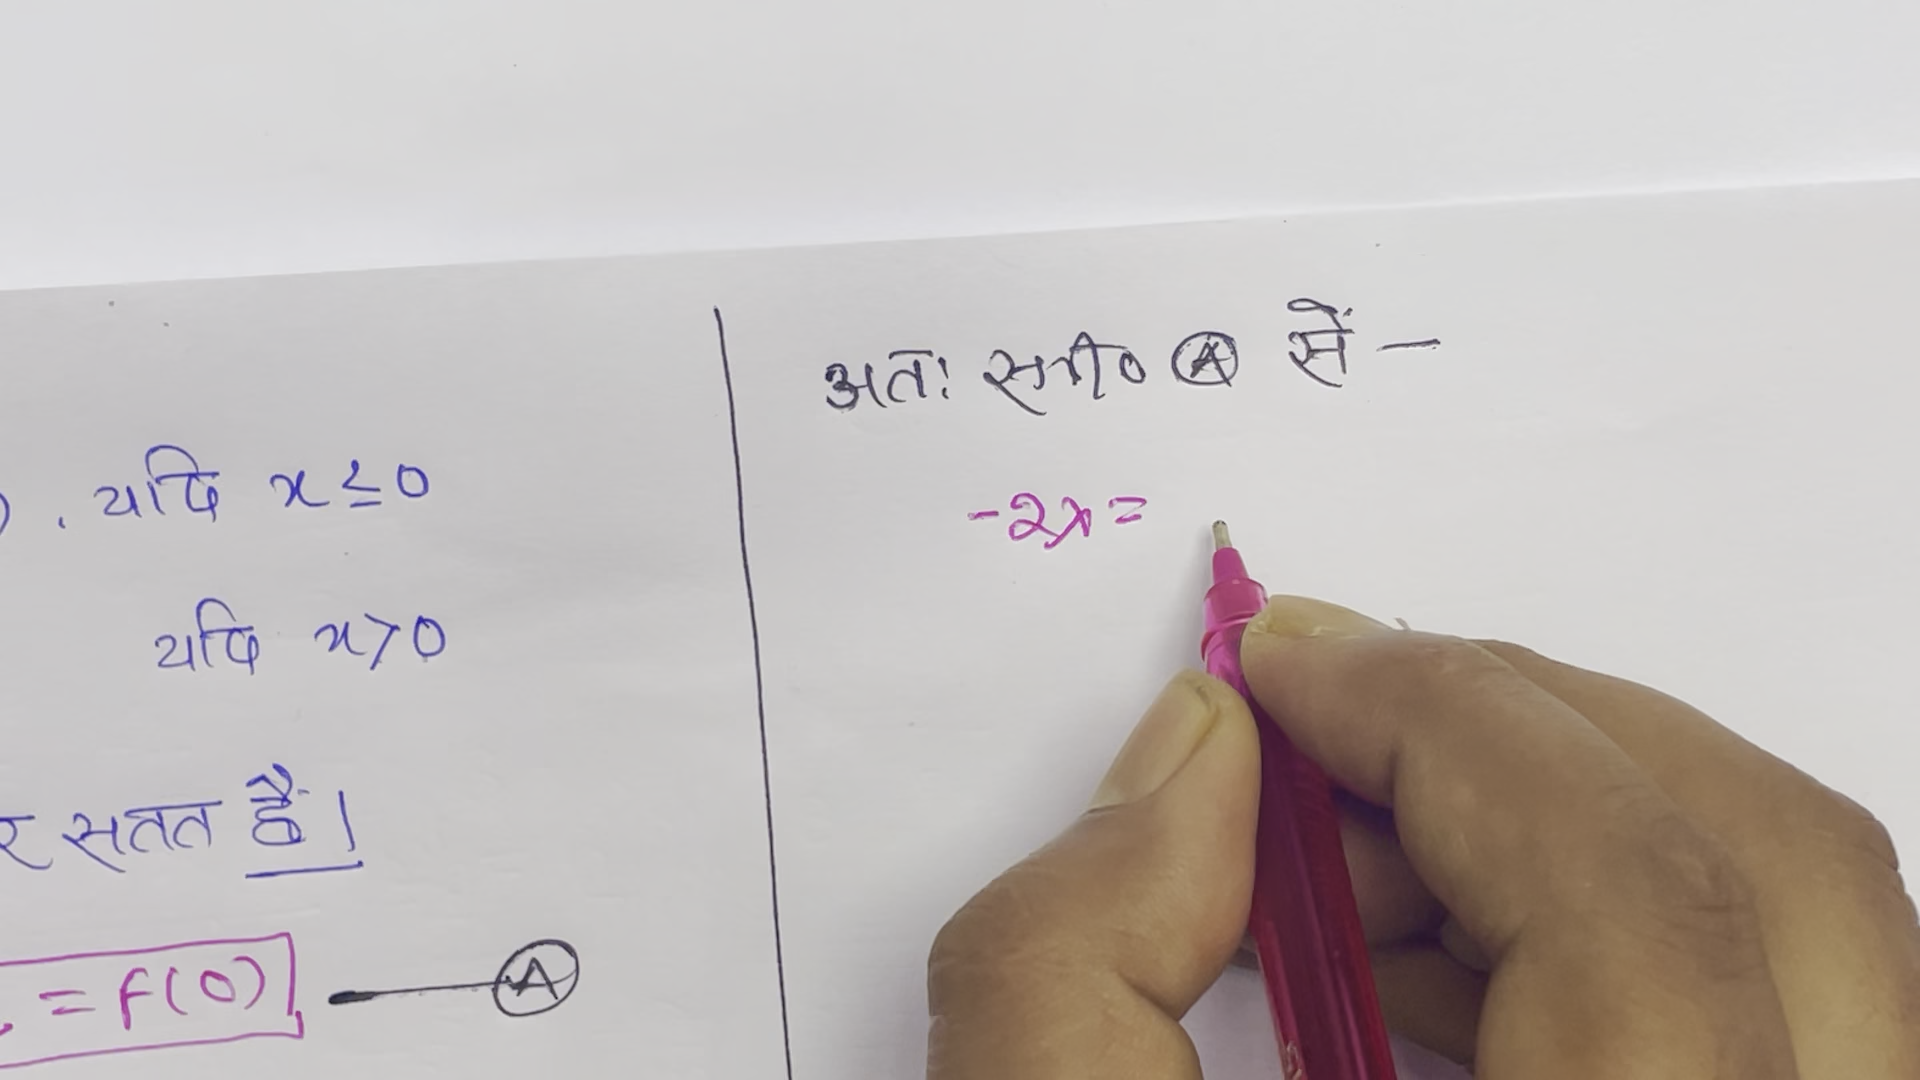 ) . यदि x ≤ 0
यदि x > 0
र सतत है।
. = f(0) — A
अतः समी० A सें –
-2x =